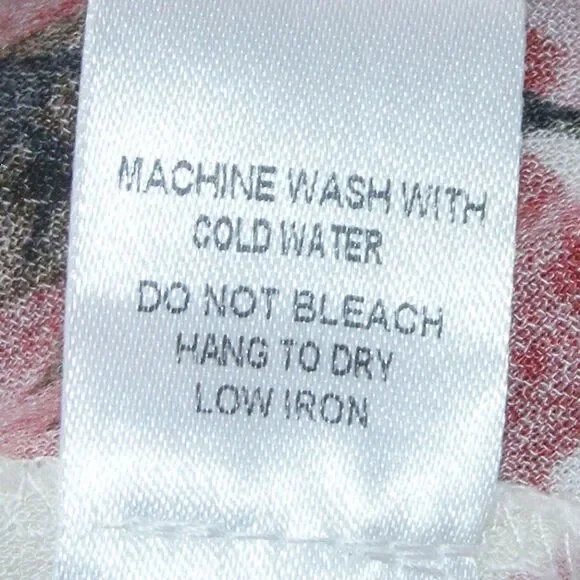 MACHINE WASH WITH
COLD WATER
DO NOT BLEACH
HANG TO DRY
LOW IRON